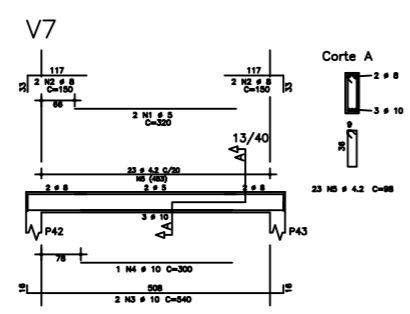 V7
Corte A
117
2 N2 ø 8
C=150
33
66
117
2 N2 ø 8
C=150
33
2 N1 ø 5
C=320
2 ø 8
3 ø 10
9
36
13/40
23 ø 4.2 C/20
N5 (453)
2 ø 8
2 ø 5
2 ø 8
23 N5 ø 4.2 C=98
3 ø 10
P42
P43
78
1 N4 ø 10 C=300
16
508
16
2 N3 ø 10 C=540